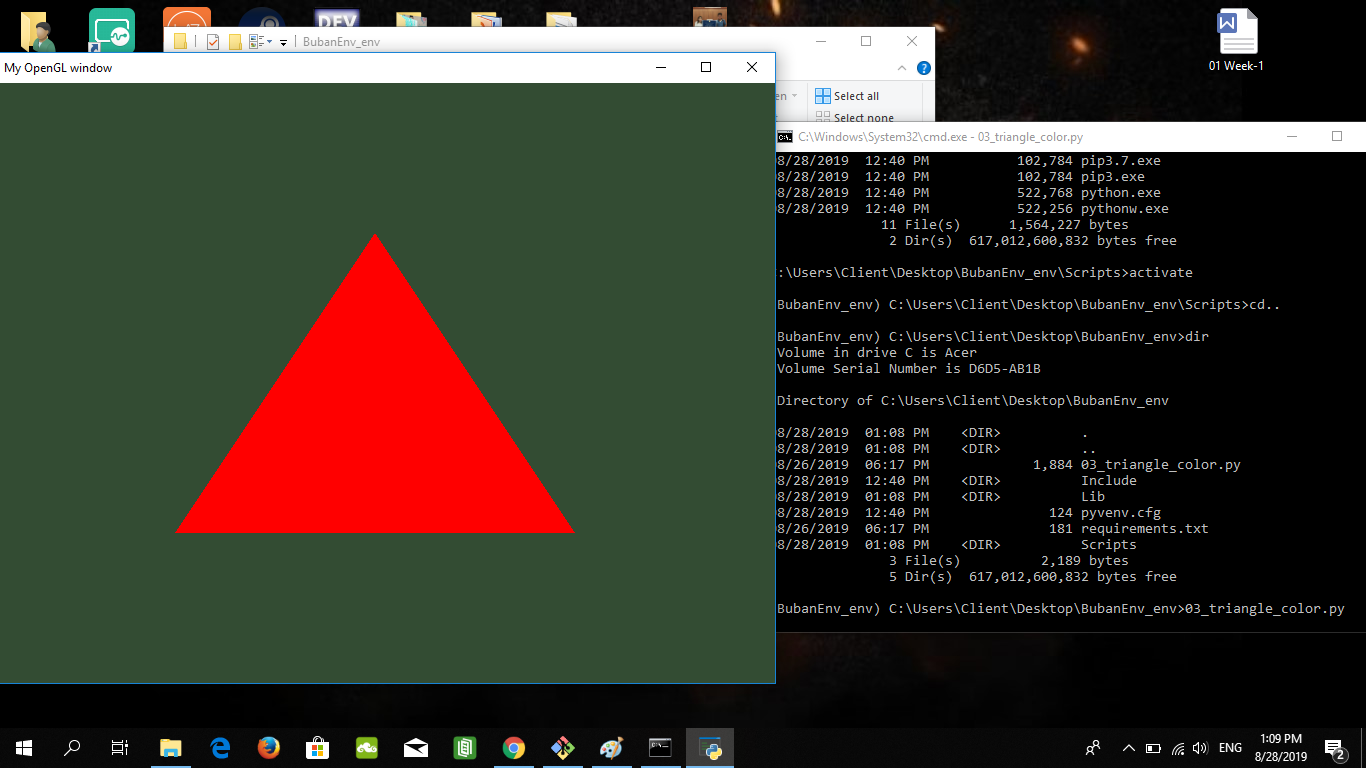 DEV
BubanEnv_env
01 Week-1
My OpenGL window
en
Select all
Select none
C:\Windows\System32\cmd.exe - 03_triangle_color.py
8/28/2019  12:40 PM           102,784 pip3.7.exe
8/28/2019  12:40 PM           102,784 pip3.exe
8/28/2019  12:40 PM           522,768 python.exe
8/28/2019  12:40 PM           522,256 pythonw.exe
11 File(s)      1,564,227 bytes
2 Dir(s)  617,012,600,832 bytes free
:\Users\Client\Desktop\BubanEnv_env\Scripts>activate
BubanEnv_env) C:\Users\Client\Desktop\BubanEnv_env\Scripts>cd..
BubanEnv_env) C:\Users\Client\Desktop\BubanEnv_env>dir
Volume in drive C is Acer
Volume Serial Number is D6D5-AB1B
Directory of C:\Users\Client\Desktop\BubanEnv_env
8/28/2019  01:08 PM    <DIR>          .
8/28/2019  01:08 PM    <DIR>          ..
8/26/2019  06:17 PM             1,884 03_triangle_color.py
8/28/2019  12:40 PM    <DIR>          Include
8/28/2019  01:08 PM    <DIR>          Lib
8/28/2019  12:40 PM               124 pyvenv.cfg
8/26/2019  06:17 PM               181 requirements.txt
8/28/2019  01:08 PM    <DIR>          Scripts
3 File(s)          2,189 bytes
5 Dir(s)  617,012,600,832 bytes free
BubanEnv_env) C:\Users\Client\Desktop\BubanEnv_env>03_triangle_color.py
ENG
1:09 PM
8/28/2019
2